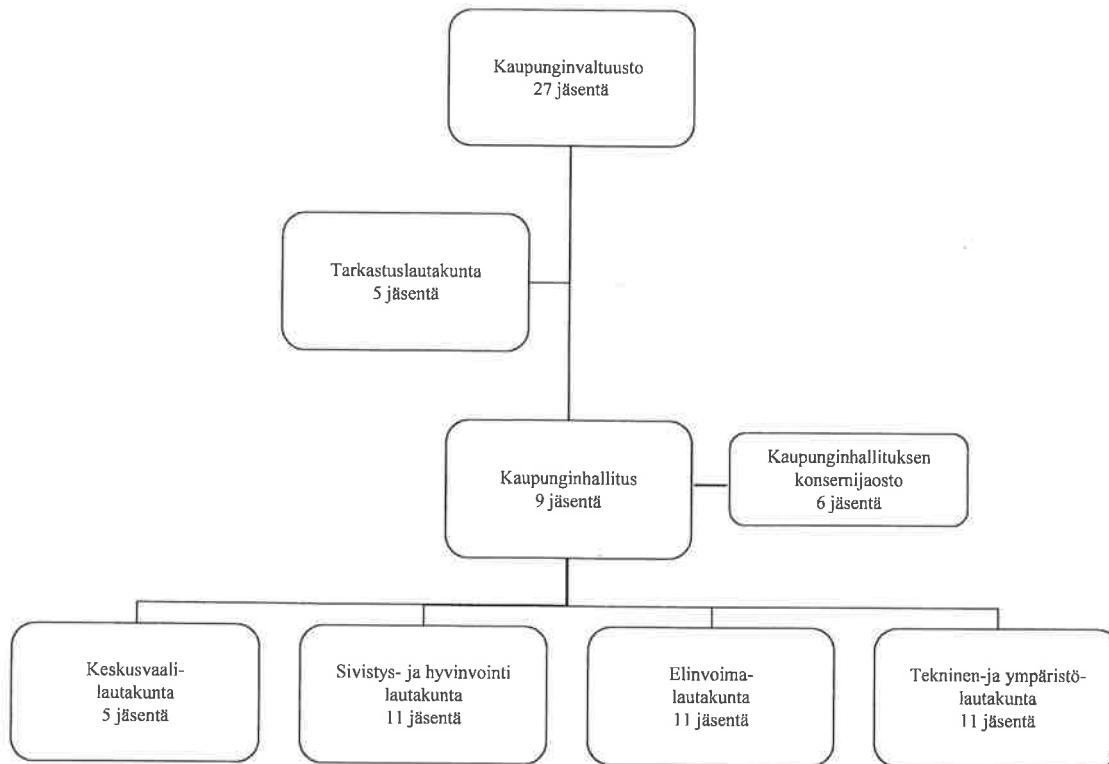 Kaupunginvaltuusto
27 jäsentä
Tarkastuslautakunta
5 jäsentä
Kaupunginhallitus
9 jäsentä
Kaupunginhallituksen
konsernijaosto
6 jäsentä
Keskusvaali-
lautakunta
5 jäsentä
Sivistys- ja hyvinvointi
lautakunta
11 jäsentä
Elinvoima-
lautakunta
11 jäsentä
Tekninen-ja ympäristö-
lautakunta
11 jäsentä